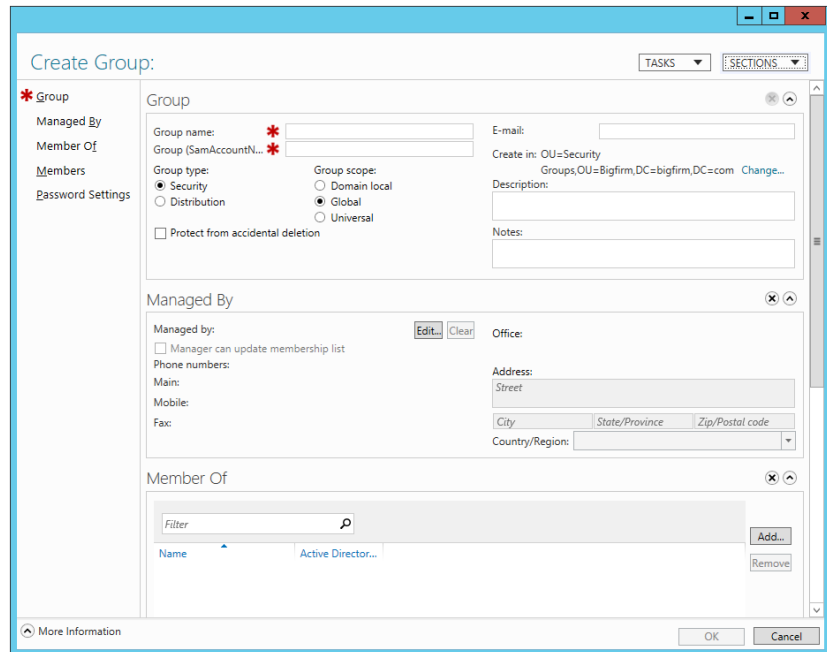 Create Group:
TASKS
SECTIONS
Group
Managed By
Member Of
Members
Password Settings
Group
Group name:
Group (SamAccountN...
Group type:
Security
Distribution
Group scope:
Domain local
Global
Universal
Protect from accidental deletion
E-mail:
Create in: OU=Security
Groups,OU=Bigfirm,DC=bigfirm,DC=com Change...
Description:
Notes:
Managed By
Managed by:
Edit...
Clear
Manager can update membership list
Phone numbers:
Main:
Mobile:
Fax:
Office:
Address:
Street
City
State/Province
Zip/Postal code
Country/Region:
Member Of
Filter
Name
Active Director...
Add...
Remove
More Information
OK
Cancel